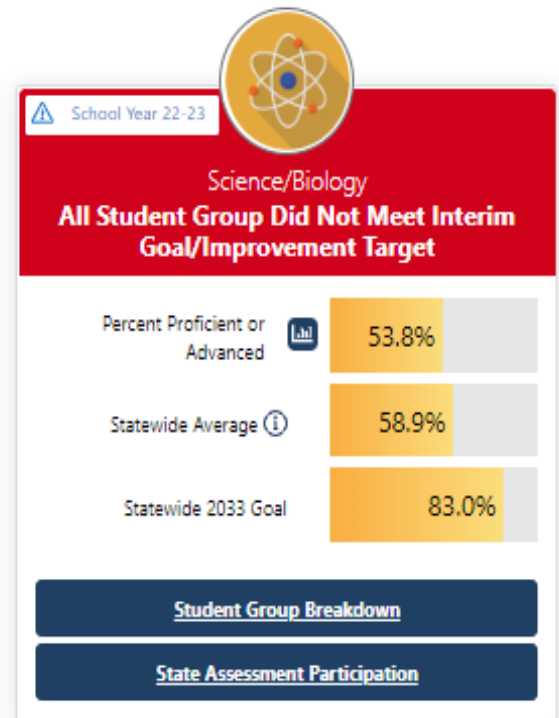 School Year 22-23
Science/Biology
All Student Group Did Not Meet Interim
Goal/Improvement Target
Percent Proficient or
Advanced
53.8%
Statewide Average
58.9%
Statewide 2033 Goal
83.0%
Student Group Breakdown
State Assessment Participation